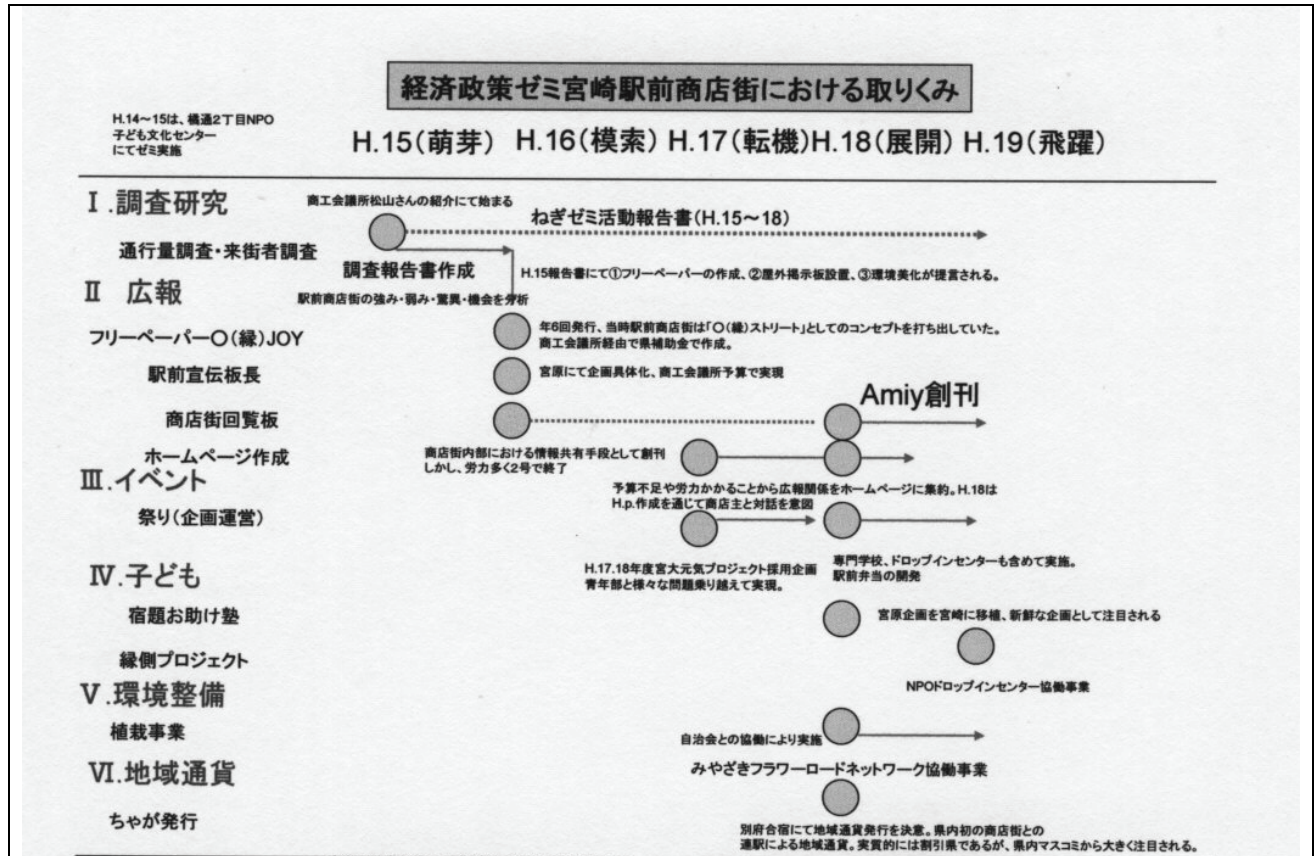 経済政策ゼミ宮崎駅前商店街における取りくみ
H.14～15は、橘通2丁目NPO
子ども文化センター
にてゼミ実施
H.15（萌芽） H.16（模索） H.17（転機）H.18（展開） H.19（飛躍）
Ⅰ.調査研究
商工会議所松山さんの紹介にて始まる
ねぎゼミ活動報告書（H.15～18）
通行量調査・来街者調査
調査報告書作成
H.15報告書にて①フリーペーパーの作成、②屋外掲示板設置、③環境美化が提言される。
Ⅱ 広報
駅前商店街の強み・弱み・驚異・機会を分析
フリーペーパー〇（縁）JOY
年6回発行、当時駅前商店街は「〇（縁）ストリート」としてのコンセプトを打ち出していた。
商工会議所経由で県補助金で作成。
駅前宣伝板長
宮原にて企画具体化、商工会議所予算で実現
Amiy創刊
商店街回覧板
ホームページ作成
商店街内部における情報共有手段として創刊
しかし、労力多く2号で終了
Ⅲ.イベント
予算不足や労力かかることから広報関係をホームページに集約。H.18は
H.p.作成を通じて商店主と対話を意図
祭り（企画運営）
H.17.18年度宮大元気プロジェクト採用企画
青年部と様々な問題乗り越えて実現。
専門学校、ドロップインセンターも含めて実施。
駅前弁当の開発
Ⅳ.子ども
宿題お助け塾
宮原企画を宮崎に移植、新鮮な企画として注目される
縁側プロジェクト
NPOドロップインセンター協働事業
Ⅴ.環境整備
植栽事業
自治会との協働により実施
みやざきフラワーロードネットワーク協働事業
Ⅵ.地域通貨
ちゃが発行
別府合宿にて地域通貨発行を決意。県内初の商店街との
連駅による地域通貨。実質的には割引県であるが、県内マスコミから大きく注目される。